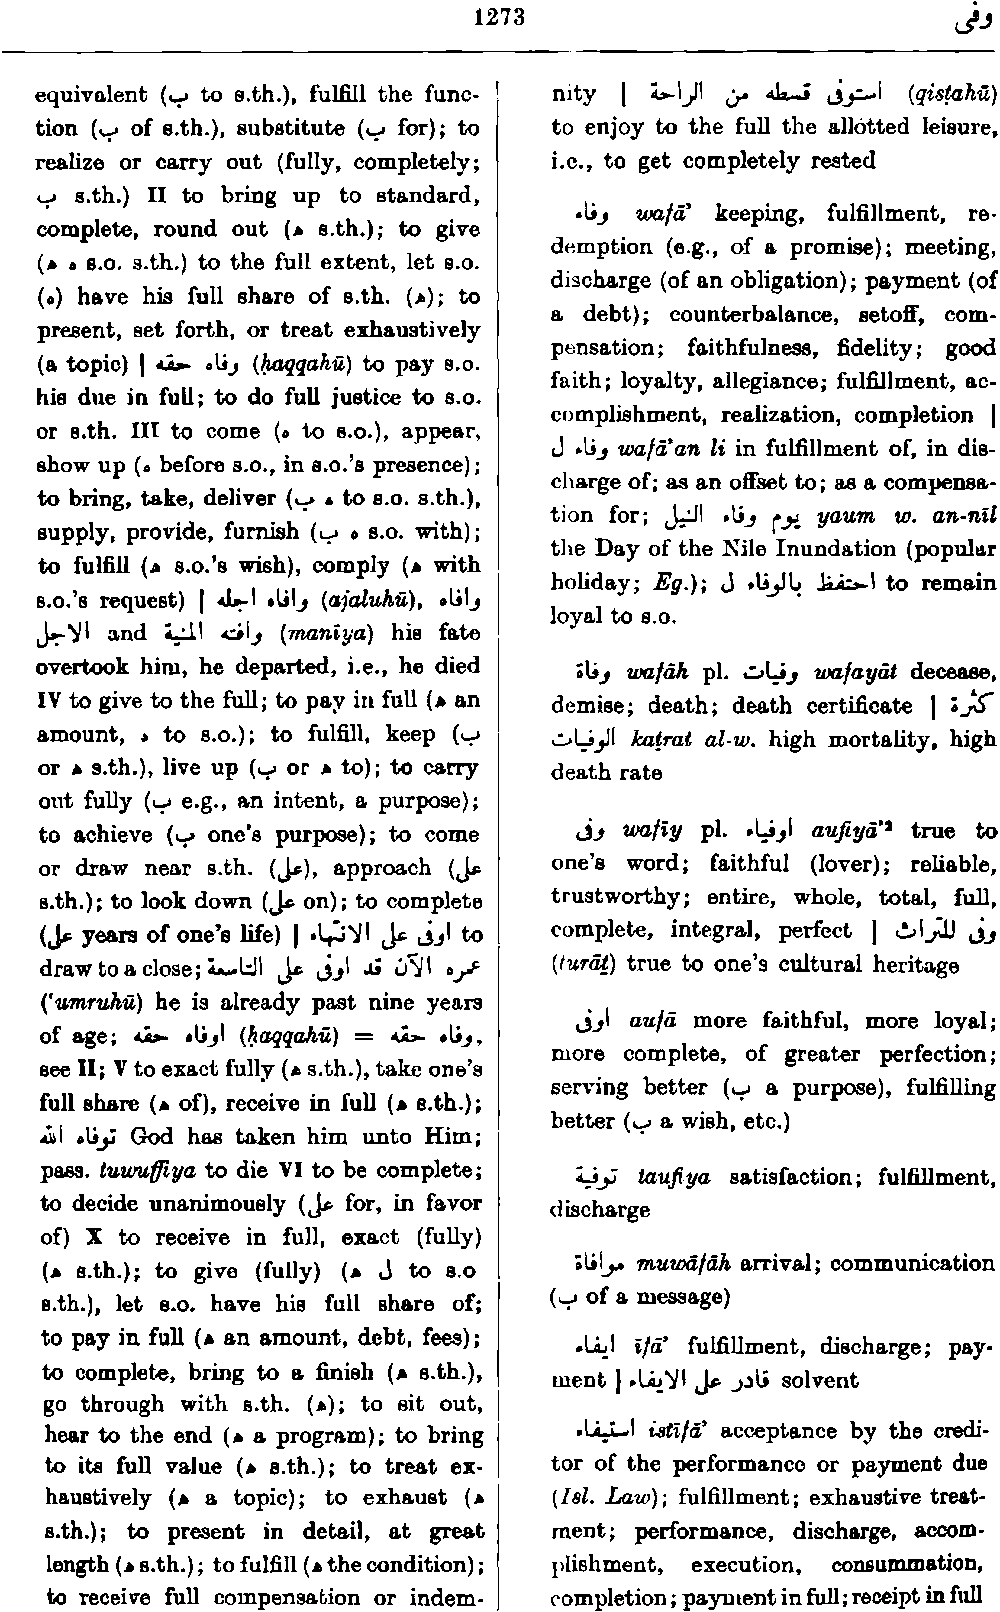 1273
وفى
equivalent (ب to s.th.), fulfill the func-
tion (ب of s.th.), substitute (ب for); to
realize or carry out (fully, completely;
ب s.th.) II to bring up to standard,
complete, round out (ﻫ s.th.); to give
(ه ﻫ s.o. s.th.) to the full extent, let s.o.
(ه) have his full share of s.th. (ﻫ); to
present, set forth, or treat exhaustively
(a topic) | وفاه حقه (ḥaqqahū) to pay s.o.
his due in full; to do full justice to s.o.
or s.th. III to come (ه to s.o.), appear,
show up (ه before s.o., in s.o.'s presence);
to bring, take, deliver (ه ب to s.o. s.th.),
supply, provide, furnish (ه ب s.o. with);
to fulfill (ﻫ s.o.'s wish), comply (ﻫ with
s.o.'s request) | وافاه اجله (ajaluhū), وافاه
الاجل and وافته المنية (manīya) his fate
overtook him, he departed, i.e., he died
IV to give to the full; to pay in full (ﻫ an
amount, ه to s.o.); to fulfill, keep (ب
or ﻫ s.th.), live up (ب or ﻫ to); to carry
out fully (ب e.g., an intent, a purpose);
to achieve (ب one's purpose); to come
or draw near s.th. (على), approach (على
s.th.); to look down (على on); to complete
(على years of one's life) | اوفى على الانتهاء to
draw to a close; عمره الآن قد اوفى على التاسعة
('umruhū) he is already past nine years
of age; اوفاه حقه (ḥaqqahū) = وفاه حقه,
see II; V to exact fully (ﻫ s.th.), take one's
full share (ﻫ of), receive in full (ﻫ s.th.);
توفاه الله God has taken him unto Him;
pass. tuwuffiya to die VI to be complete;
to decide unanimously (على for, in favor
of) X to receive in full, exact (fully)
(ﻫ s.th.); to give (fully) (ﻫ ل to s.o
s.th.), let s.o. have his full share of;
to pay in full (ﻫ an amount, debt, fees);
to complete, bring to a finish (ﻫ s.th.),
go through with s.th. (ﻫ); to sit out,
hear to the end (ﻫ a program); to bring
to its full value (ﻫ s.th.); to treat ex-
haustively (ﻫ a topic); to exhaust (ﻫ
s.th.); to present in detail, at great
length (ﻫ s.th.); to fulfill (ﻫ the condition);
to receive full compensation or indem-
nity | استوفى قسطه من الراحة (qisṭahū)
to enjoy to the full the allotted leisure,
i.e., to get completely rested
وفاء wafā' keeping, fulfillment, re-
demption (e.g., of a promise); meeting,
discharge (of an obligation); payment (of
a debt); counterbalance, setoff, com-
pensation; faithfulness, fidelity; good
faith; loyalty, allegiance; fulfillment, ac-
complishment, realization, completion |
وفاء ل wafā'an li in fulfillment of, in dis-
charge of; as an offset to; as a compensa-
tion for; يوم وفاء النيل yaum w. an-nīl
the Day of the Nile Inundation (popular
holiday; Eg.); احتفظ بالوفاء ل to remain
loyal to s.o.
وفاة wafāh pl. وفيات wafayāt decease,
demise; death; death certificate | كثرة
الوفيات kaṯrat al-w. high mortality, high
death rate
وفى wafīy pl. اوفياء aufiyā'² true to
one's word; faithful (lover); reliable,
trustworthy; entire, whole, total, full,
complete, integral, perfect | وفى للتراث
(turāṯ) true to one's cultural heritage
اوفى aufā more faithful, more loyal;
more complete, of greater perfection;
serving better (ب a purpose), fulfilling
better (ب a wish, etc.)
توفية taufiya satisfaction; fulfillment,
discharge
موافاة muwāfāh arrival; communication
(ب of a message)
ايفاء īfā' fulfillment, discharge; pay-
ment | قادر على الايفاء solvent
استيفاء istīfā' acceptance by the credi-
tor of the performance or payment due
(Isl. Law); fulfillment; exhaustive treat-
ment; performance, discharge, accom-
plishment, execution, consummation,
completion; payment in full; receipt in full